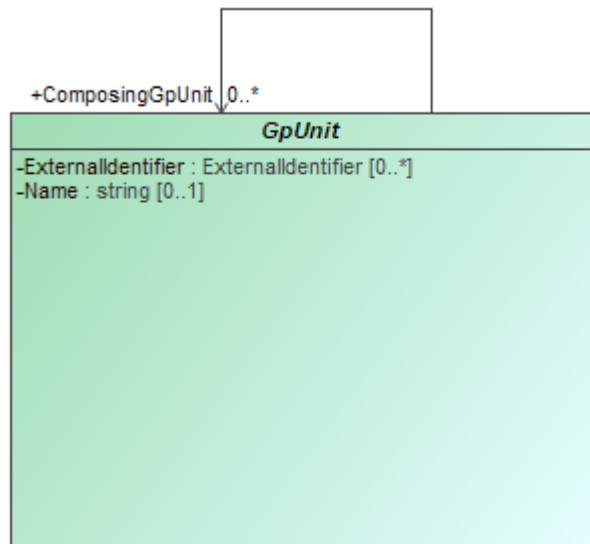 +ComposingGpUnit 0..*
GpUnit
-ExternalIdentifier : ExternalIdentifier [0..*]
-Name : string [0..1]